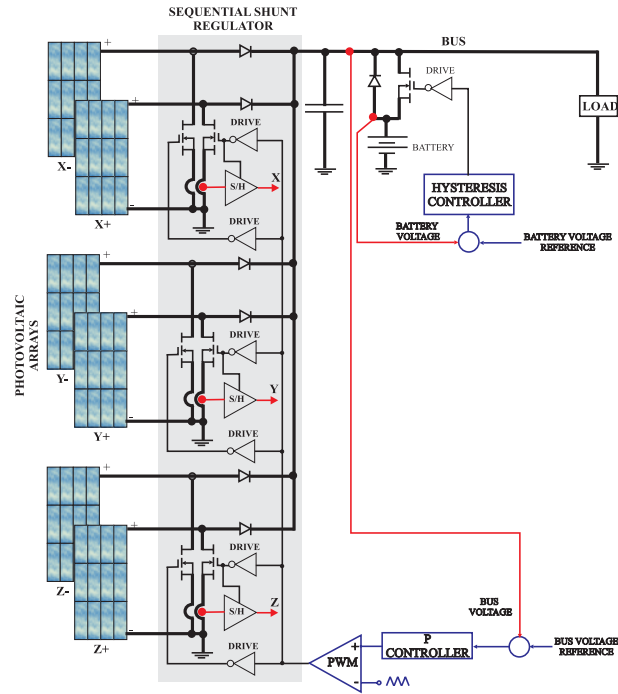 SEQUENTIAL SHUNT
REGULATOR
BUS
+
+
DRIVE
DRIVE
LOAD
BATTERY
X-
S/H
X
HYSTERESIS
CONTROLLER
-
X+
DRIVE
BATTERY
VOLTAGE
BATTERY VOLTAGE
REFERENCE
+
PHOTOVOLTAIC
ARRAYS
+
DRIVE
Y-
S/H
Y
-
Y+
DRIVE
+
+
DRIVE
Z-
S/H
Z
BUS
VOLTAGE
-
Z+
DRIVE
+
PWM
-
P
CONTROLLER
BUS VOLTAGE
REFERENCE